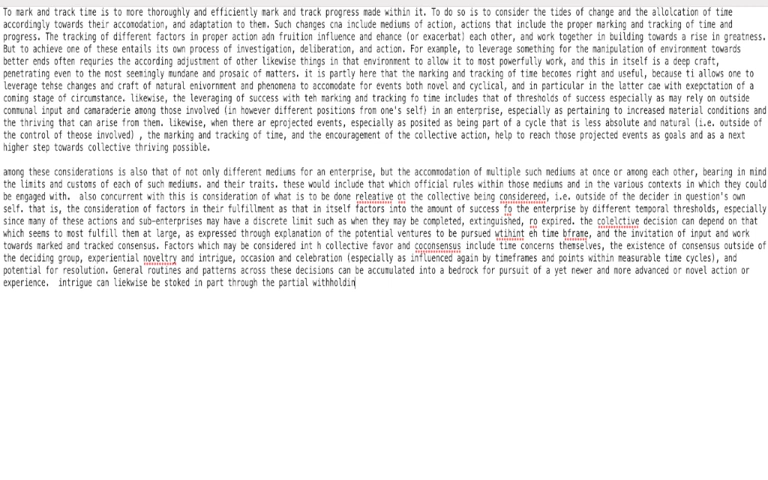 To mark and track time is to more thoroughly and efficiently mark and track progress made within it. To do so is to consider the tides of change and the allolcation of time
accordingly towards their accomodation, and adaptation to them. Such changes cna include mediums of action, actions that include the proper marking and tracking of time and
progress. The tracking of different factors in proper action adn fruition influence and ehance (or exacerbat) each other, and work together in building towards a rise in greatness.
But to achieve one of these entails its own process of investigation, deliberation, and action. For example, to leverage something for the manipulation of environment towards
better ends often requries the according adjustment of other likewise things in that environment to allow it to most powerfully work, and this in itself is a deep craft,
penetrating even to the most seemingly mundane and prosaic of matters. it is partly here that the marking and tracking of time becomes right and useful, because ti allows one to
leverage tehse changes and craft of natural enivornment and phenomena to accomodate for events both novel and cyclical, and in particular in the latter cae with exepctation of a
coming stage of circumstance. likewise, the leveraging of success with teh marking and tracking fo time includes that of thresholds of success especially as may rely on outside
communal input and camaraderie among those involved (in however different positions from one's self) in an enterprise, especially as pertaining to increased material conditions and
the thriving that can arise from them. likewise, when there ar eprojected events, especially as posited as being part of a cycle that is less absolute and natural (i.e. outside of
the control of theose involved) , the marking and tracking of time, and the encouragement of the collective action, help to reach those projected events as goals and as a next
higher step towards collective thriving possible.
among these considerations is also that of not only different mediums for an enterprise, but the accommodation of multiple such mediums at once or among each other, bearing in mind
the limits and customs of each of such mediums. and their traits. these would include that which official rules within those mediums and in the various contexts in which they could
be engaged with.  also concurrent with this is consideration of what is to be done releative ot the collective being considereed, i.e. outside of the decider in question's own
self. that is, the consideration of factors in their fulfillment as that in itself factors into the amount of success fo the enterprise by different temporal thresholds, especially
since many of these actions and sub-enterprises may have a discrete limit such as when they may be completed, extinguished, ro expired. the colelctive decision can depend on that
which seems to most fulfill them at large, as expressed through explanation of the potential ventures to be pursued wtihint eh time bframe, and the invitation of input and work
towards marked and tracked consensus. Factors which may be considered int h collective favor and coconsensus include time concerns themselves, the existence of consensus outside of
the deciding group, experiential noveltry and intrigue, occasion and celebration (especially as influenced again by timeframes and points within measurable time cycles), and
potential for resolution. General routines and patterns across these decisions can be accumulated into a bedrock for pursuit of a yet newer and more advanced or novel action or
experience.  intrigue can liekwise be stoked in part through the partial withholdin